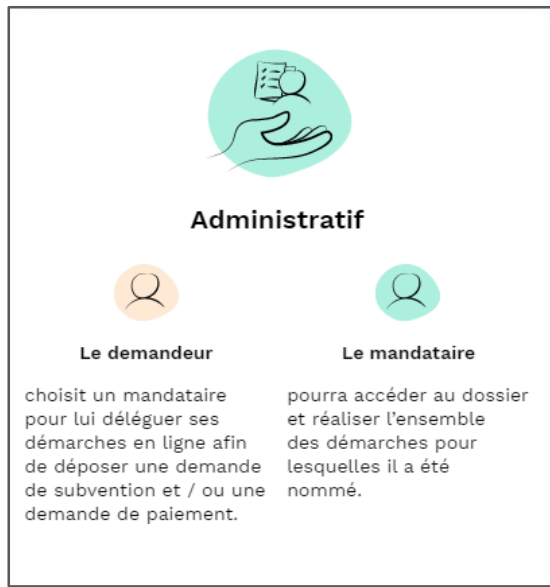 Administratif
Le demandeur
choisit un mandataire
pour lui déléguer ses
démarches en ligne afin
de déposer une demande
de subvention et / ou une
demande de paiement.
Le mandataire
pourra accéder au dossier
et réaliser l’ensemble
des démarches pour
lesquelles il a été
nommé.